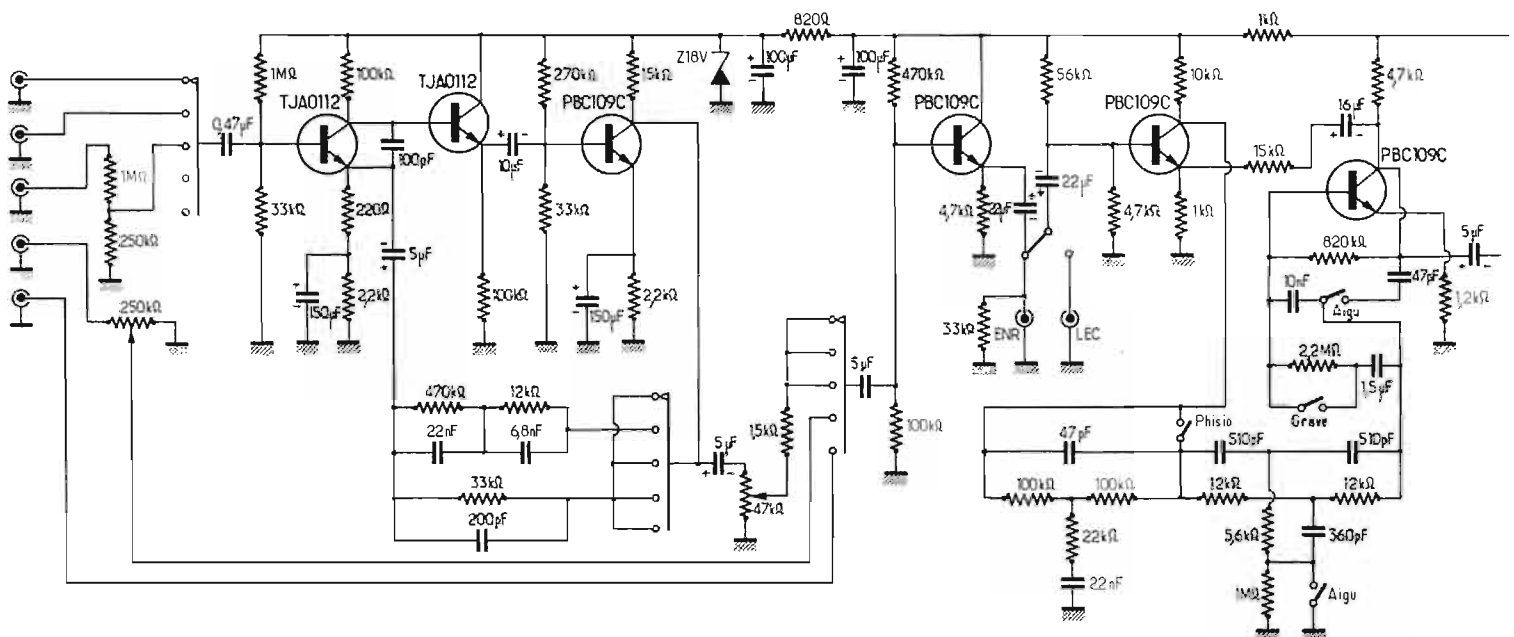 820Ω
1kΩ
Z18V
100µF
100µF
1MΩ
100kΩ
TJA0112
270kΩ
15kΩ
470kΩ
56kΩ
10kΩ
4,7kΩ
TJA0112
PBC109C
PBC109C
PBC109C
16µF
0,47µF
100pF
10µF
15kΩ
PBC109C
1MΩ
33kΩ
220Ω
33kΩ
4,7kΩ
22µF
4,7kΩ
1kΩ
250kΩ
5µF
820kΩ
5µF
10nF
47pF
250kΩ
150µF
2,2kΩ
100kΩ
150µF
2,2kΩ
33kΩ
ENR
LEC
Aigu
1,2kΩ
5µF
2,2MΩ
1,5µF
470kΩ
12kΩ
Grave
22nF
6,8nF
5µF
1,5kΩ
100kΩ
Phisio
47pF
510pF
510pF
33kΩ
47kΩ
100kΩ
100kΩ
12kΩ
12kΩ
200pF
22kΩ
5,6kΩ
360pF
1MΩ
Aigu